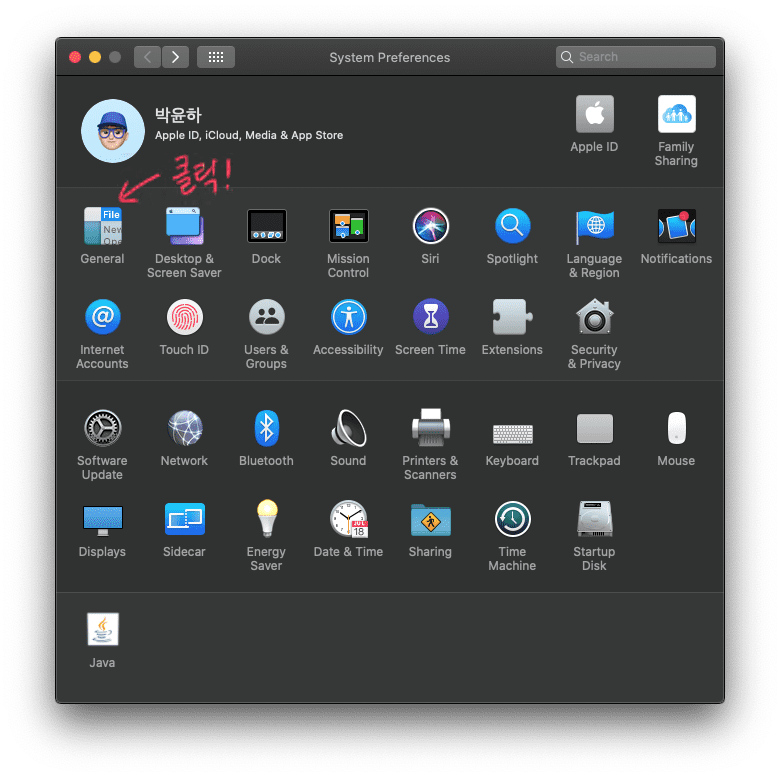 System Preferences
Search
박윤하
Apple ID, iCloud, Media & App Store
Apple ID
Family
Sharing
클릭!
File
New
Ope
General
Desktop &
Screen Saver
Dock
Mission
Control
Siri
Spotlight
Language
& Region
Notifications
@
Internet
Accounts
Touch ID
Users &
Groups
Accessibility
Screen Time
Extensions
Security
& Privacy
Software
Update
Network
Bluetooth
Sound
Printers &
Scanners
Keyboard
Trackpad
Mouse
Displays
Sidecar
Energy
Saver
JUL
18
Date & Time
Sharing
Time
Machine
Startup
Disk
Java